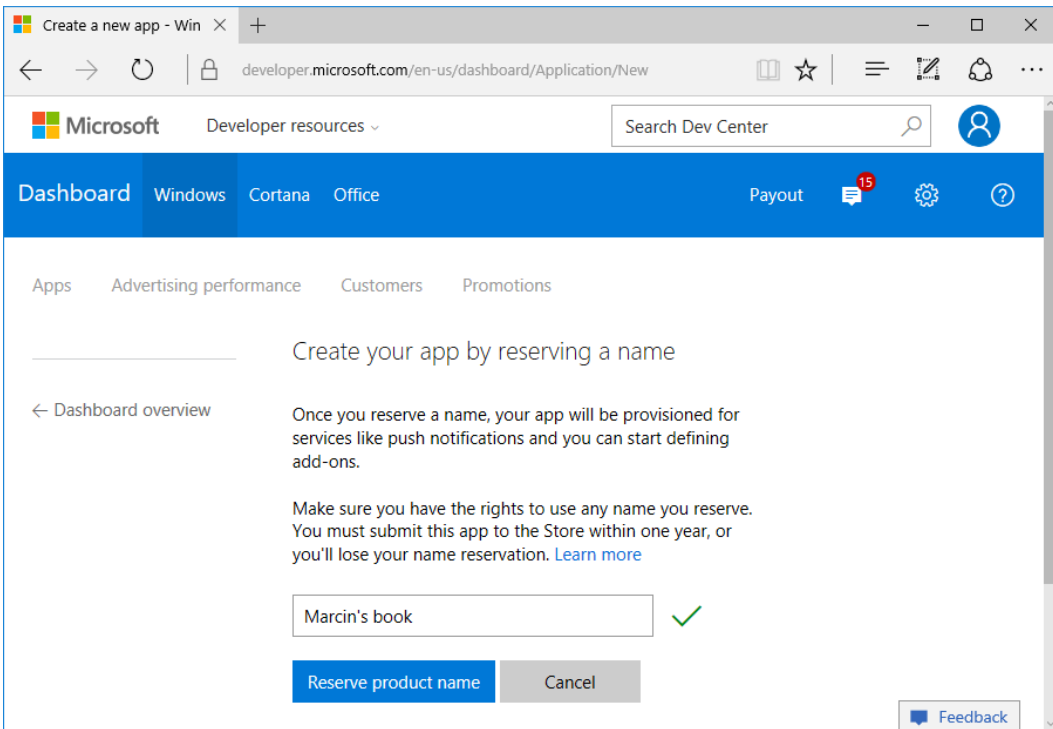 Create a new app - Win
developer.microsoft.com/en-us/dashboard/Application/New
Microsoft Developer resources Search Dev Center
Dashboard Windows Cortana Office Payout 15
Apps Advertising performance Customers Promotions
Create your app by reserving a name
← Dashboard overview
Once you reserve a name, your app will be provisioned for
services like push notifications and you can start defining
add-ons.
Make sure you have the rights to use any name you reserve.
You must submit this app to the Store within one year, or
you'll lose your name reservation. Learn more
Marcin's book
Reserve product name Cancel
Feedback